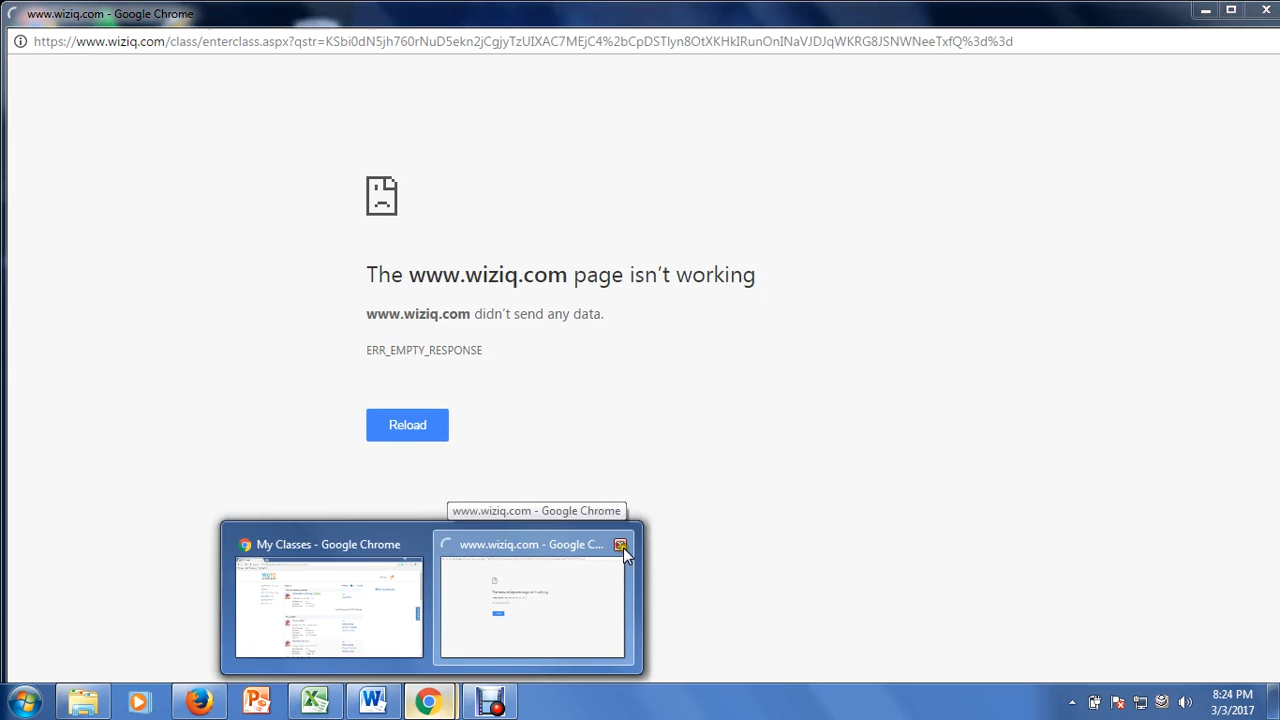 www.wiziq.com - Google Chrome
https://www.wiziq.com/class/enterclass.aspx?qstr=KSbi0dN5jh760rNuD5ekn2jCgjyTzUIXAC7MEjC4%2bCpDSTlyn8OtXKHkIRunOnINaVJDJqWKRG8JSNWNeeTxfQ%3d%3d
The www.wiziq.com page isn't working
www.wiziq.com didn't send any data.
ERR_EMPTY_RESPONSE
Reload
www.wiziq.com - Google Chrome
My Classes - Google Chrome
www.wiziq.com - Google C...
8:24 PM
3/3/2017